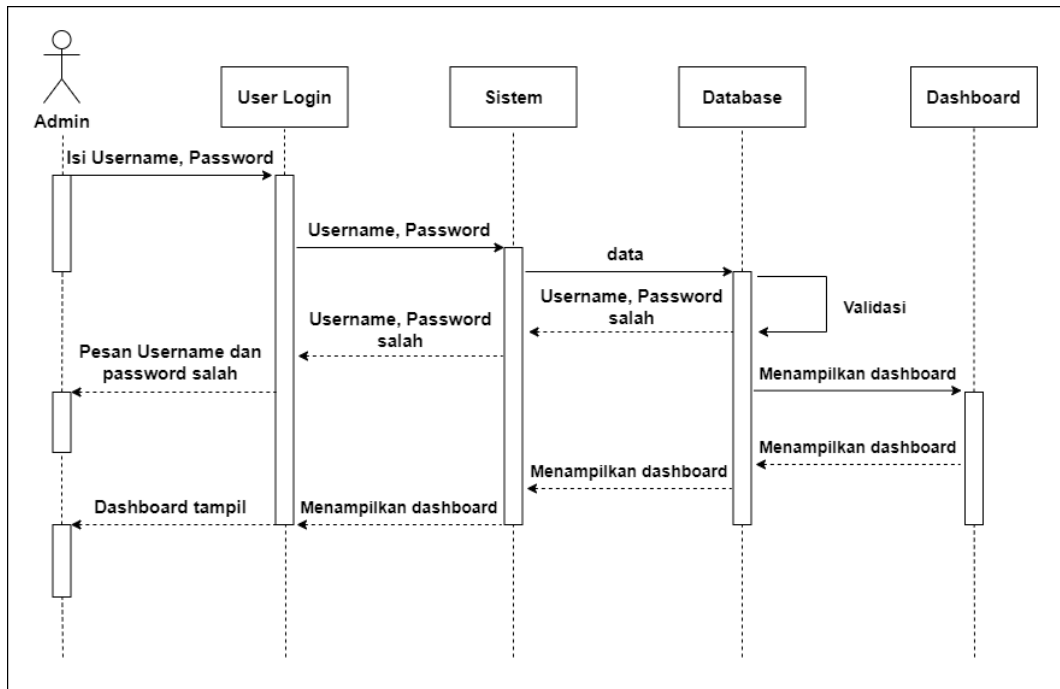 Admin
User Login
Sistem
Database
Dashboard
Isi Username, Password
Username, Password
data
Username, Password
salah
Validasi
Username, Password
salah
Pesan Username dan
password salah
Menampilkan dashboard
Menampilkan dashboard
Menampilkan dashboard
Menampilkan dashboard
Dashboard tampil